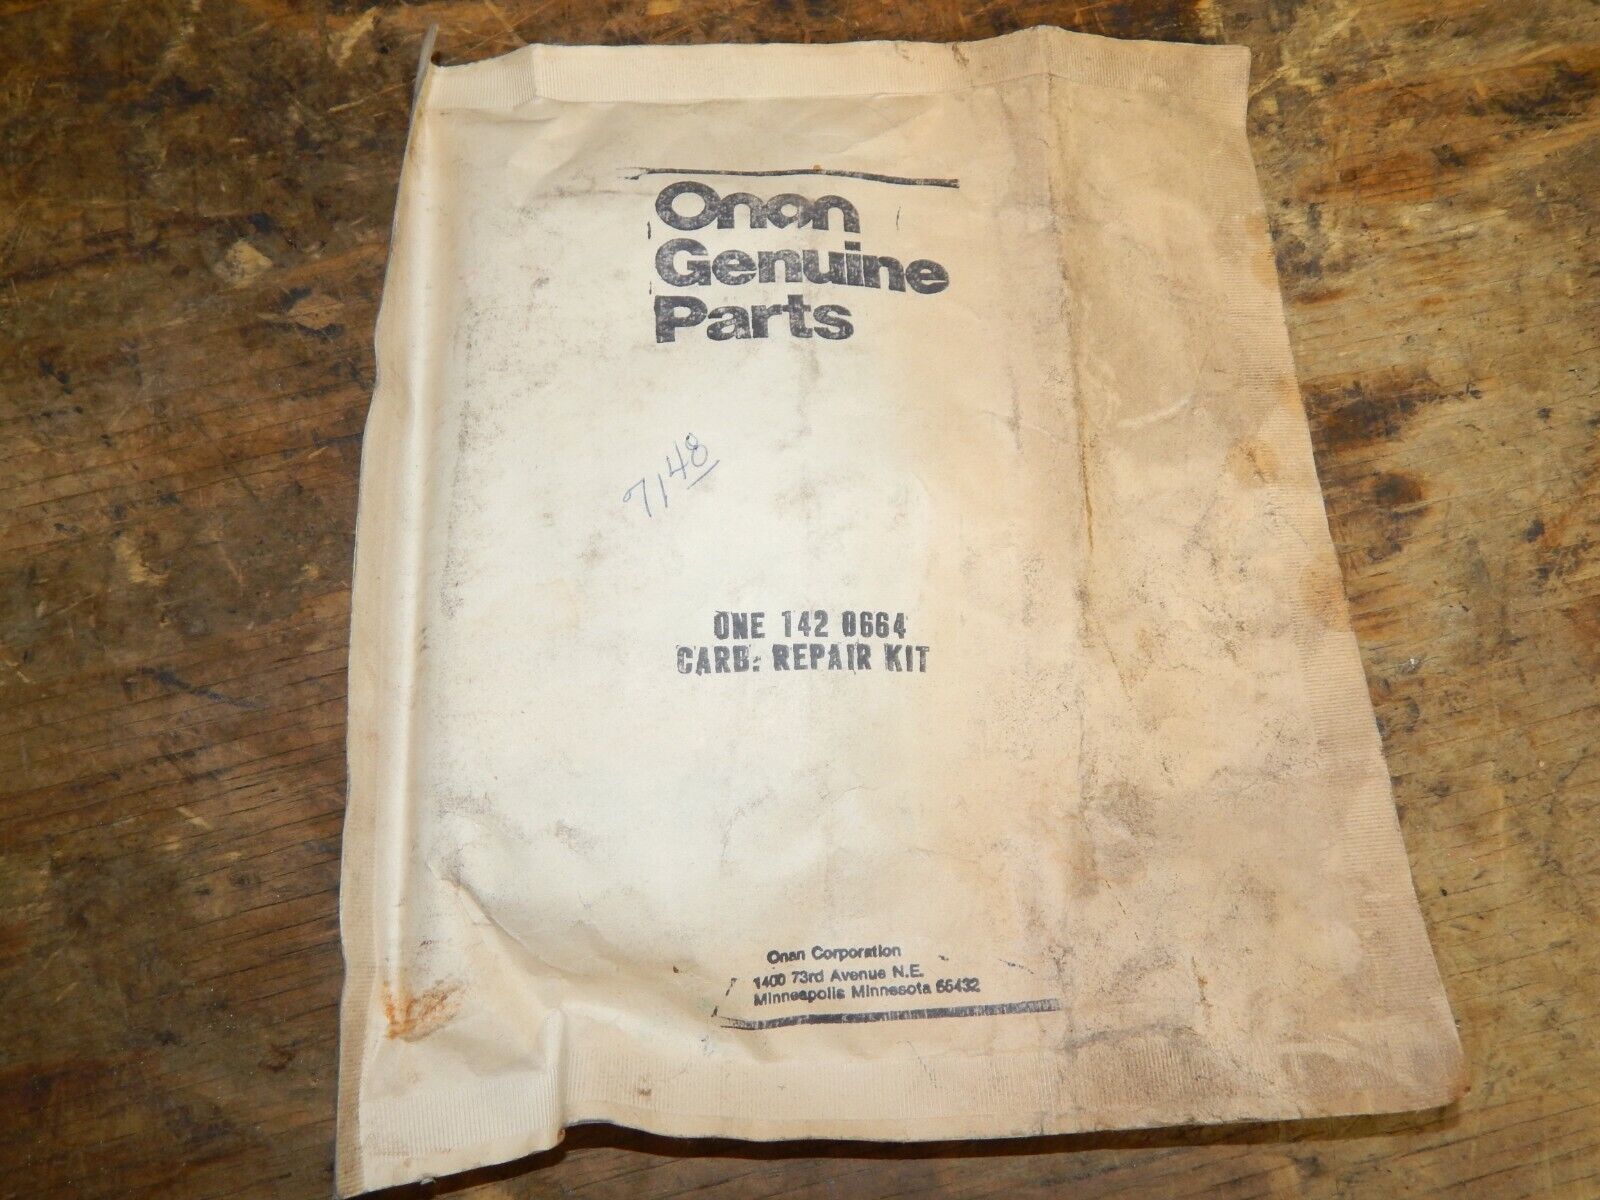 Onan
Genuine
Parts
7148
ONE 142 0664
CARB. REPAIR KIT
Onan Corporation
1400 73rd Avenue N.E.
Minneapolis Minnesota 55432